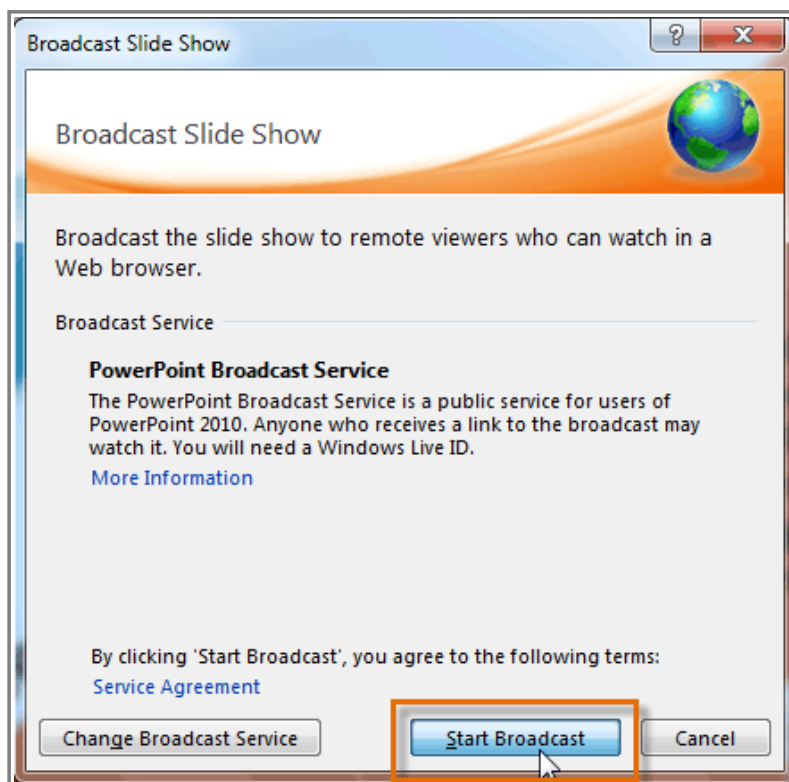 Broadcast Slide Show
Broadcast Slide Show
Broadcast the slide show to remote viewers who can watch in a
Web browser.
Broadcast Service
PowerPoint Broadcast Service
The PowerPoint Broadcast Service is a public service for users of
PowerPoint 2010. Anyone who receives a link to the broadcast may
watch it. You will need a Windows Live ID.
More Information
By clicking 'Start Broadcast', you agree to the following terms:
Service Agreement
Change Broadcast Service
Start Broadcast
Cancel